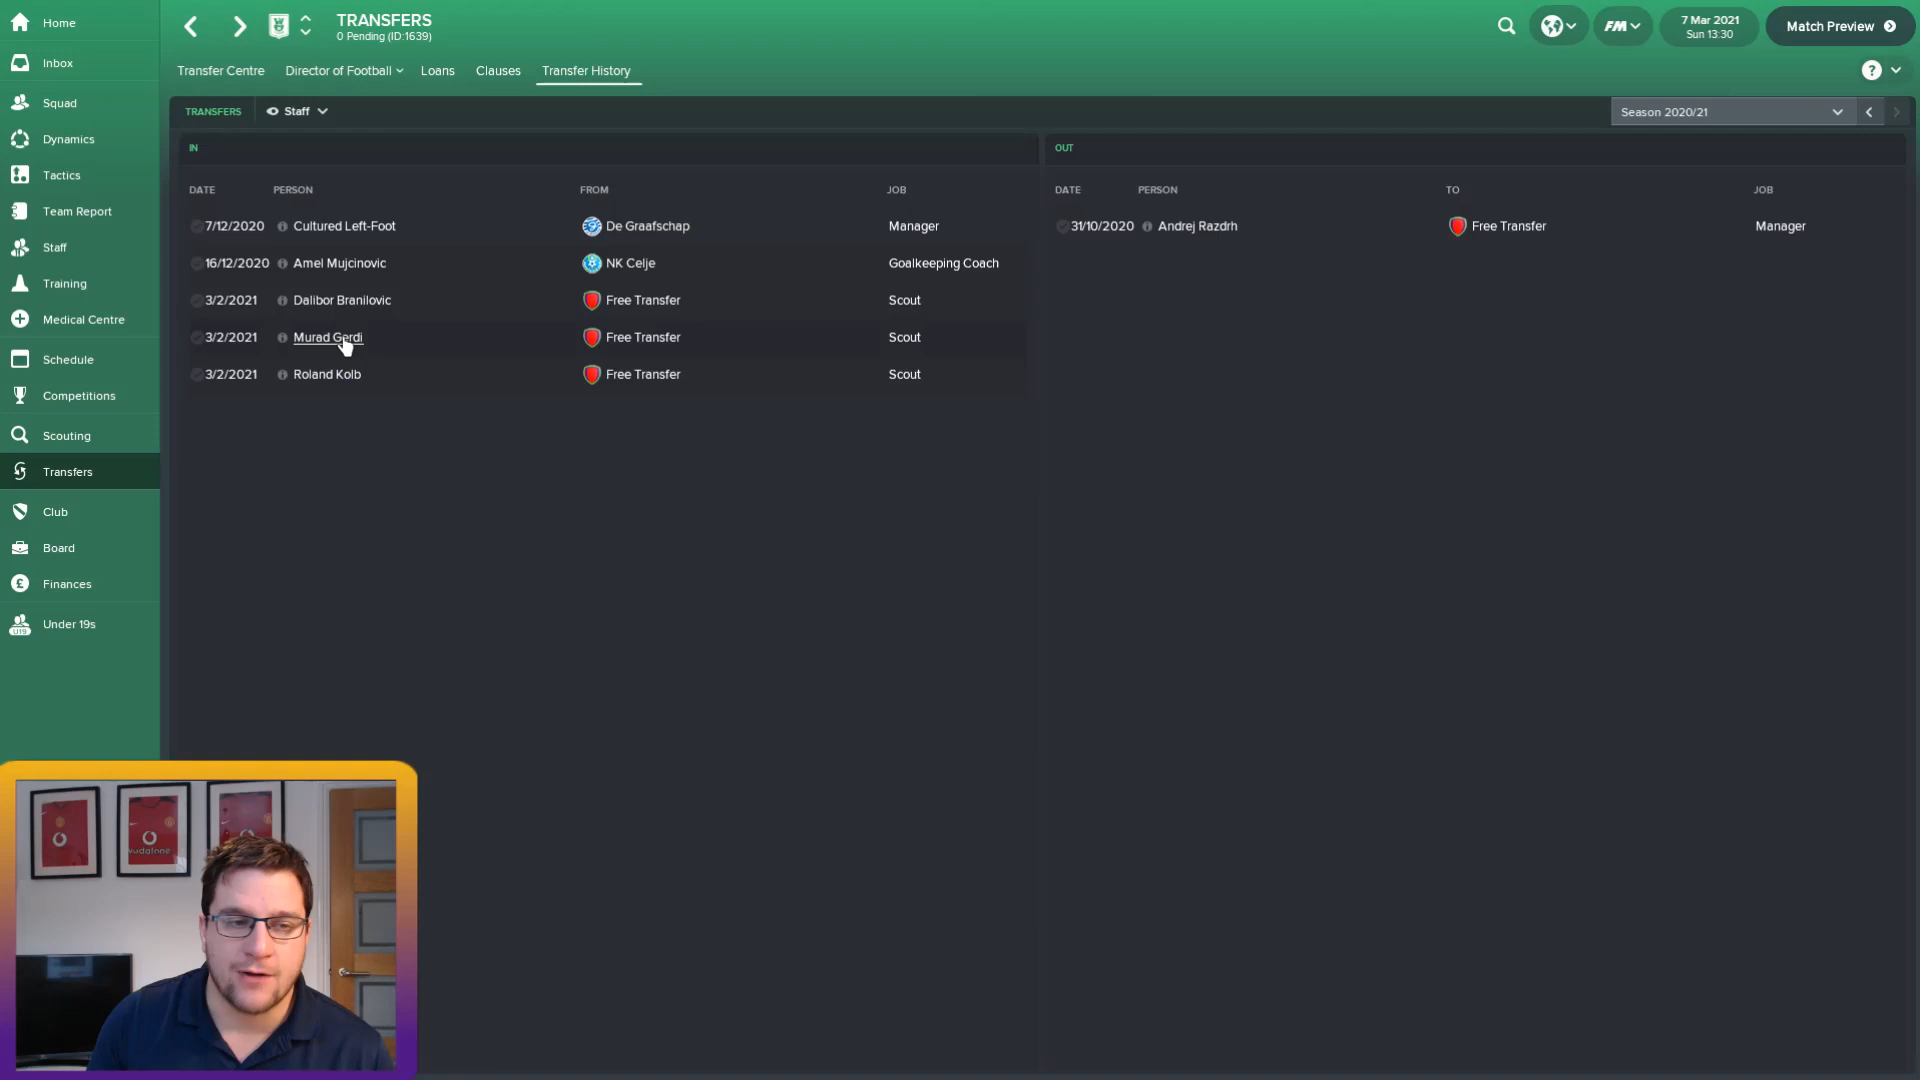 Home
Inbox
Squad
Dynamics
Tactics
Team Report
Staff
Training
Medical Centre
Schedule
Competitions
Scouting
Transfers
Club
Board
Finances
U19
Under 19s
TRANSFERS
0 Pending (ID:1639)
FM
7 Mar 2021
Sun 13:30
Match Preview
Transfer Centre
Director of Football
Loans
Clauses
Transfer History
?
TRANSFERS
Staff
Season 2020/21
IN
DATE PERSON FROM JOB
7/12/2020 Cultured Left-Foot De Graafschap Manager
16/12/2020 Amel Mujcinovic NK Celje Goalkeeping Coach
3/2/2021 Dalibor Branilovic Free Transfer Scout
3/2/2021 Murad Gerdi Free Transfer Scout
3/2/2021 Roland Kolb Free Transfer Scout
OUT
DATE PERSON TO JOB
31/10/2020 Andrej Razdrh Free Transfer Manager
vodafone